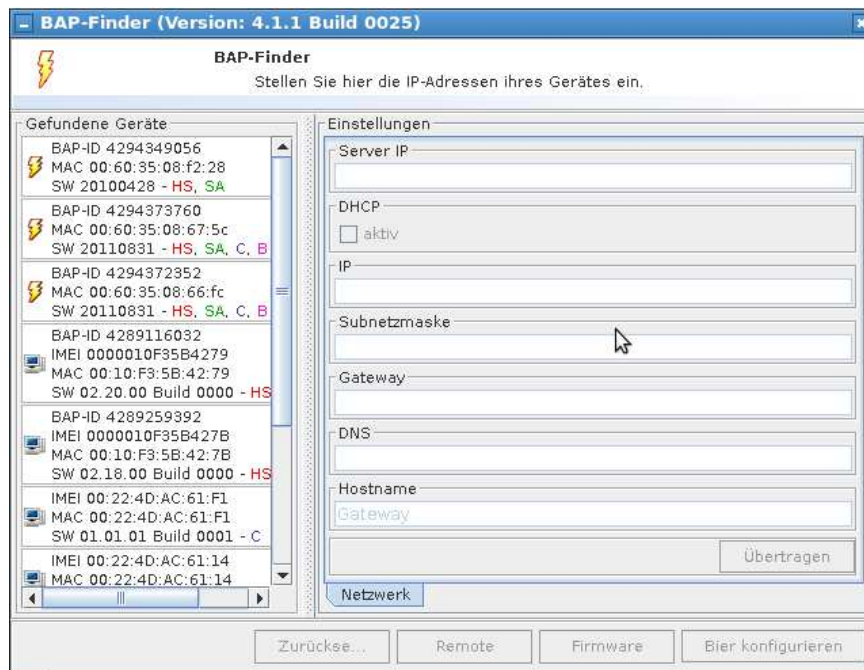 BAP-Finder (Version: 4.1.1 Build 0025)
BAP-Finder
Stellen Sie hier die IP-Adressen ihres Gerätes ein.
Gefundene Geräte
BAP-ID 4294349056
MAC 00:60:35:08:f2:28
SW 20100428 - HS, SA
BAP-ID 4294373760
MAC 00:60:35:08:67:5c
SW 20110831 - HS, SA, C, B
BAP-ID 4294372352
MAC 00:60:35:08:66:fc
SW 20110831 - HS, SA, C, B
BAP-ID 4289116032
IMEI 0000010F35B4279
MAC 00:10:F3:5B:42:79
SW 02.20.00 Build 0000 - HS
BAP-ID 4289259392
IMEI 0000010F35B427B
MAC 00:10:F3:5B:42:7B
SW 02.18.00 Build 0000 - HS
IMEI 00:22:4D:AC:61:F1
MAC 00:22:4D:AC:61:F1
SW 01.01.01 Build 0001 - C
IMEI 00:22:4D:AC:61:14
MAC 00:22:4D:AC:61:14
Einstellungen
Server IP
DHCP
aktiv
IP
Subnetzmaske
Gateway
DNS
Hostname
Gateway
Übertragen
Netzwerk
Zurückse...
Remote
Firmware
Bier konfigurieren